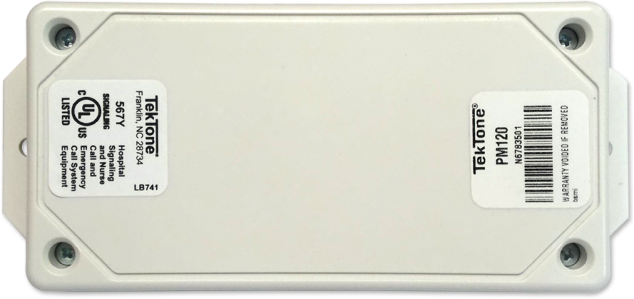 TekTone®
Franklin, NC 28734
567Y
SIGNALING
C UL US
LISTED
Hospital
Signaling
and Nurse
Call and
Emergency
Call System
Equipment
LB741
TekTone®
PM120
N6783501
WARRANTY VOIDED IF REMOVED